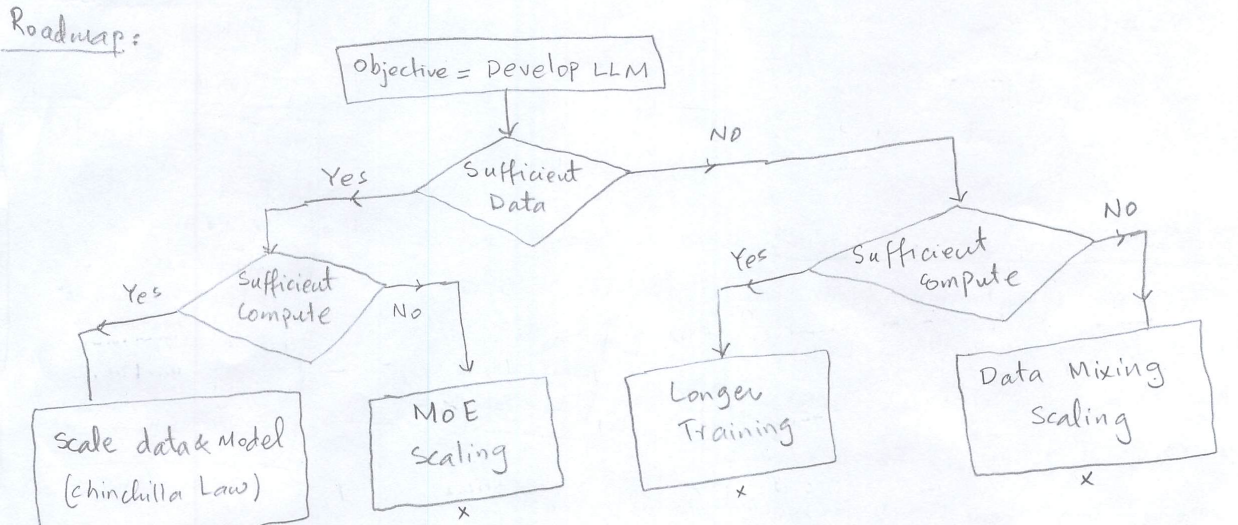 Roadmap:
Objective = Develop LLM
Sufficient
Data
Yes
NO
Sufficient
Compute
Yes
NO
MoE
Scaling
Scale data & Model
(Chinchilla Law)
x
Sufficient
Compute
Yes
NO
Longer
Training
x
Data Mixing
Scaling
x